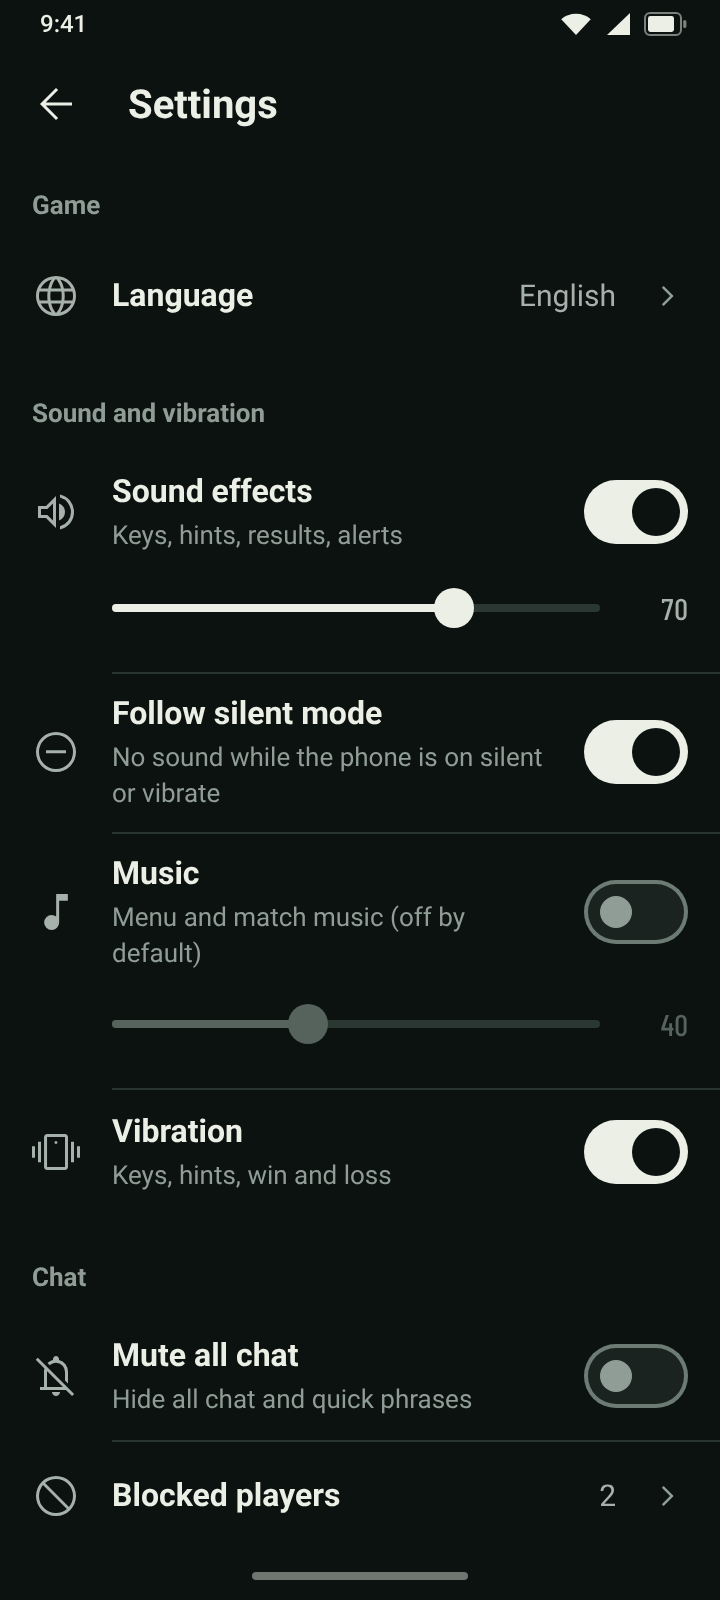 9:41
Settings
Game
Language
English
Sound and vibration
Sound effects
Keys, hints, results, alerts
70
Follow silent mode
No sound while the phone is on silent
or vibrate
Music
Menu and match music (off by
default)
40
Vibration
Keys, hints, win and loss
Chat
Mute all chat
Hide all chat and quick phrases
Blocked players
2